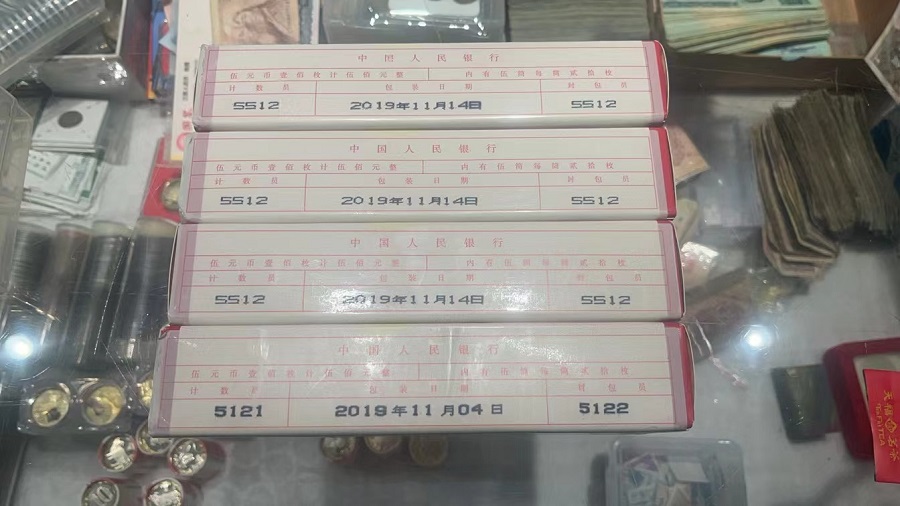 中国人民银行
伍元币壹佰枚计伍佰元整 内有伍筒每筒贰拾枚
计数员 包装日期 封包员
5512 2019年11月14日 5512
中国人民银行
伍元币壹佰枚计伍佰元整 内有伍筒每筒贰拾枚
计数员 包装日期 封包员
5512 2019年11月14日 5512
中国人民银行
伍元币壹佰枚计伍佰元整 内有伍筒每筒贰拾枚
计数员 包装日期 封包员
5512 2019年11月14日 5512
中国人民银行
伍元币壹佰枚计伍佰元整 内有伍筒每筒贰拾枚
计数员 包装日期 封包员
5121 2019年11月04日 5122
天福茗茶